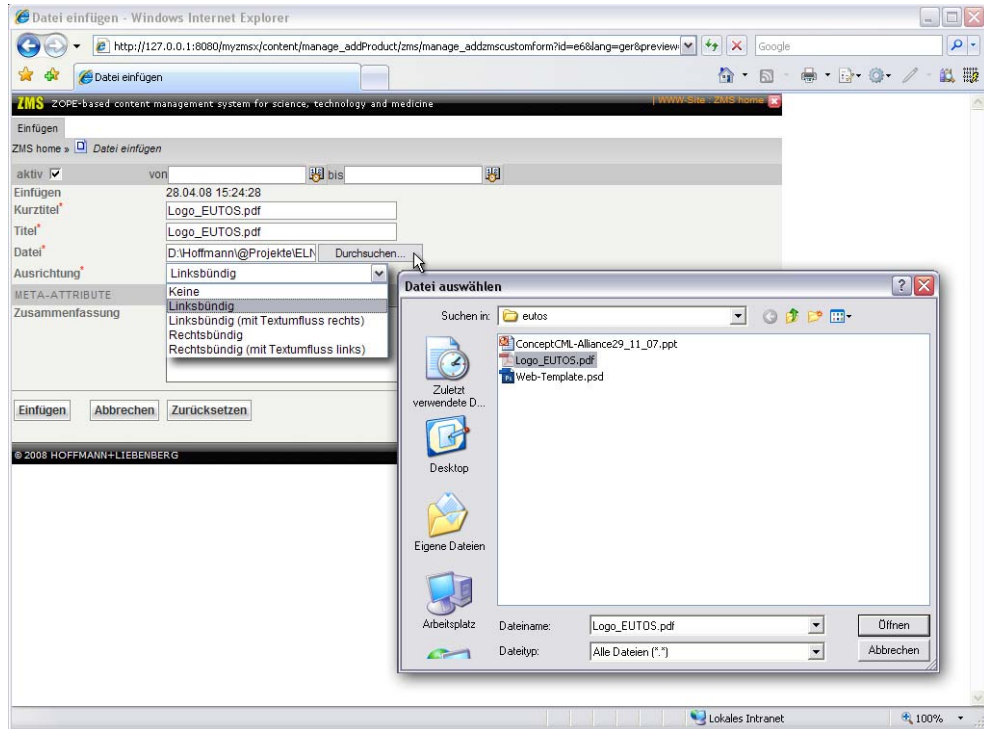 Datei einfügen - Windows Internet Explorer
http://127.0.0.1:8080/myzmsx/content/manage_addProduct/zms/manage_addzmscustomform?id=e6&lang=ger&preview
Google
Datei einfügen
ZMS ZOPE-based content management system for science, technology and medicine | WWW-Site : ZMS home
Einfügen
ZMS home » Datei einfügen
aktiv von bis
Einfügen 28.04.08 15:24:28
Kurztitel* Logo_EUTOS.pdf
Titel* Logo_EUTOS.pdf
Datei* D:\Hoffmann\@Projekte\ELN Durchsuchen...
Ausrichtung* Linksbündig
Keine
META-ATTRIBUTE
Linksbündig
Zusammenfassung
Linksbündig (mit Textumfluss rechts)
Rechtsbündig
Rechtsbündig (mit Textumfluss links)
Einfügen Abbrechen Zurücksetzen
© 2008 HOFFMANN+LIEBENBERG
Datei auswählen
Suchen in: eutos
ConceptCML-Alliance29_11_07.ppt
Logo_EUTOS.pdf
Web-Template.psd
Zuletzt
verwendete D...
Desktop
Eigene Dateien
Arbeitsplatz
Dateiname: Logo_EUTOS.pdf Öffnen
Dateityp: Alle Dateien (*.*) Abbrechen
Lokales Intranet 100%